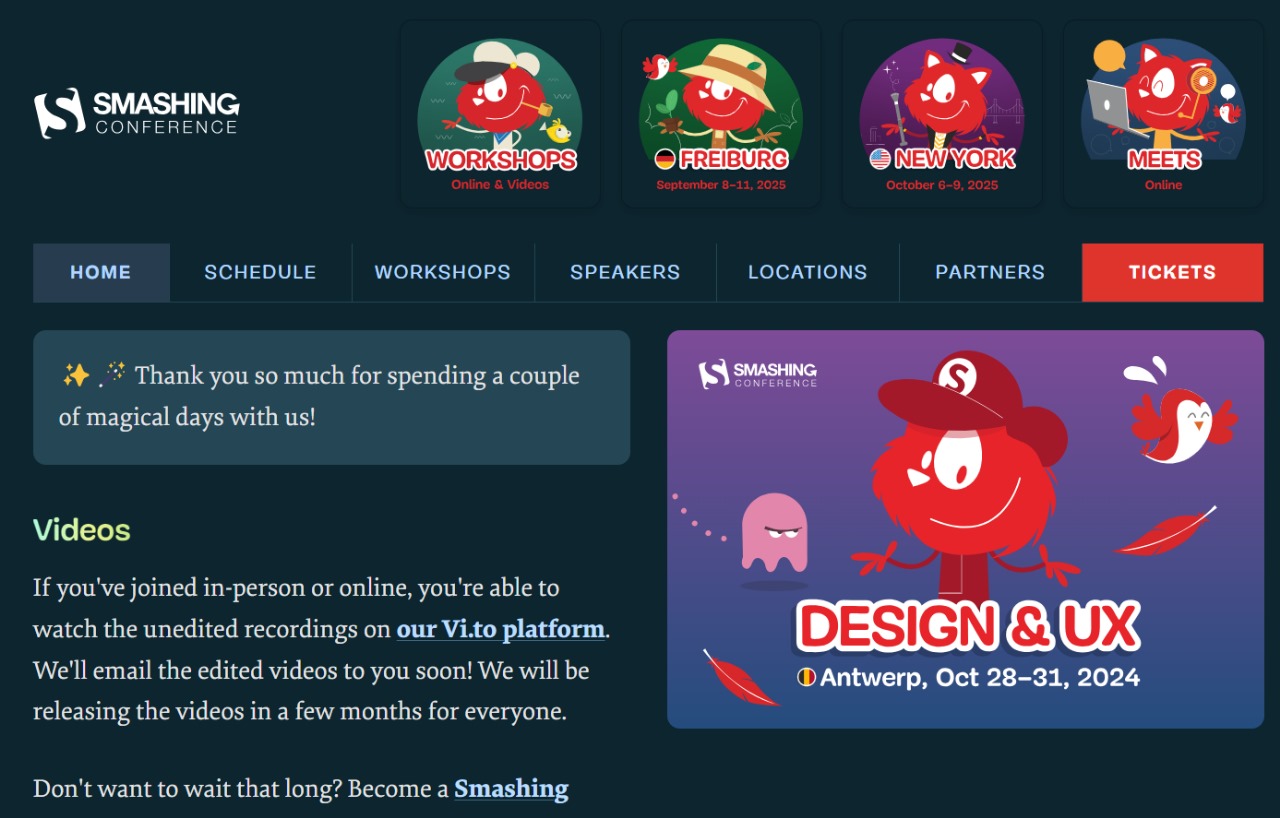 SMASHING
CONFERENCE
WORKSHOPS
Online & Videos
FREIBURG
September 8–11, 2025
NEW YORK
October 6–9, 2025
MEETS
Online
HOME
SCHEDULE
WORKSHOPS
SPEAKERS
LOCATIONS
PARTNERS
TICKETS
✨ 🪄 Thank you so much for spending a couple
of magical days with us!
Videos
If you've joined in-person or online, you're able to
watch the unedited recordings on our Vi.to platform.
We'll email the edited videos to you soon! We will be
releasing the videos in a few months for everyone.
Don't want to wait that long? Become a Smashing
SMASHING
CONFERENCE
S
DESIGN & UX
Antwerp, Oct 28–31, 2024